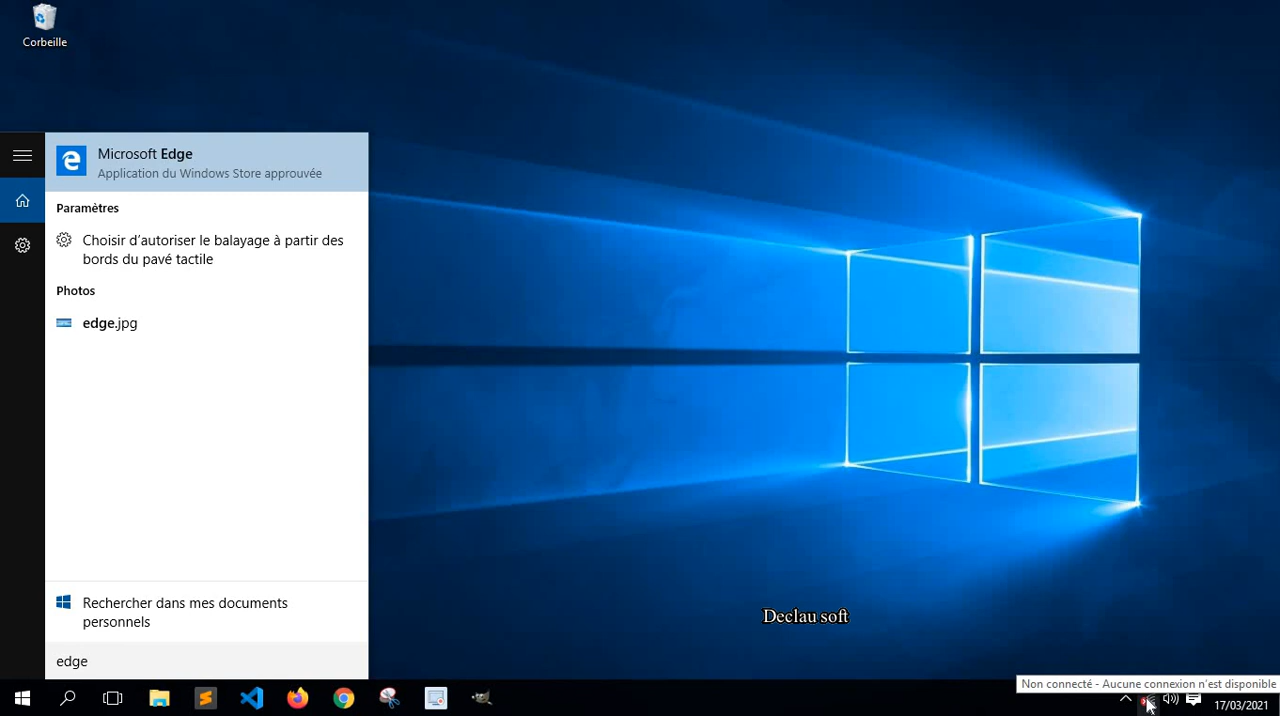 Corbeille
Microsoft Edge
Application du Windows Store approuvée
Paramètres
Choisir d'autoriser le balayage à partir des
bords du pavé tactile
Photos
edge.jpg
Rechercher dans mes documents
personnels
edge
Declau soft
Non connecté - Aucune connexion n'est disponible
17/03/2021